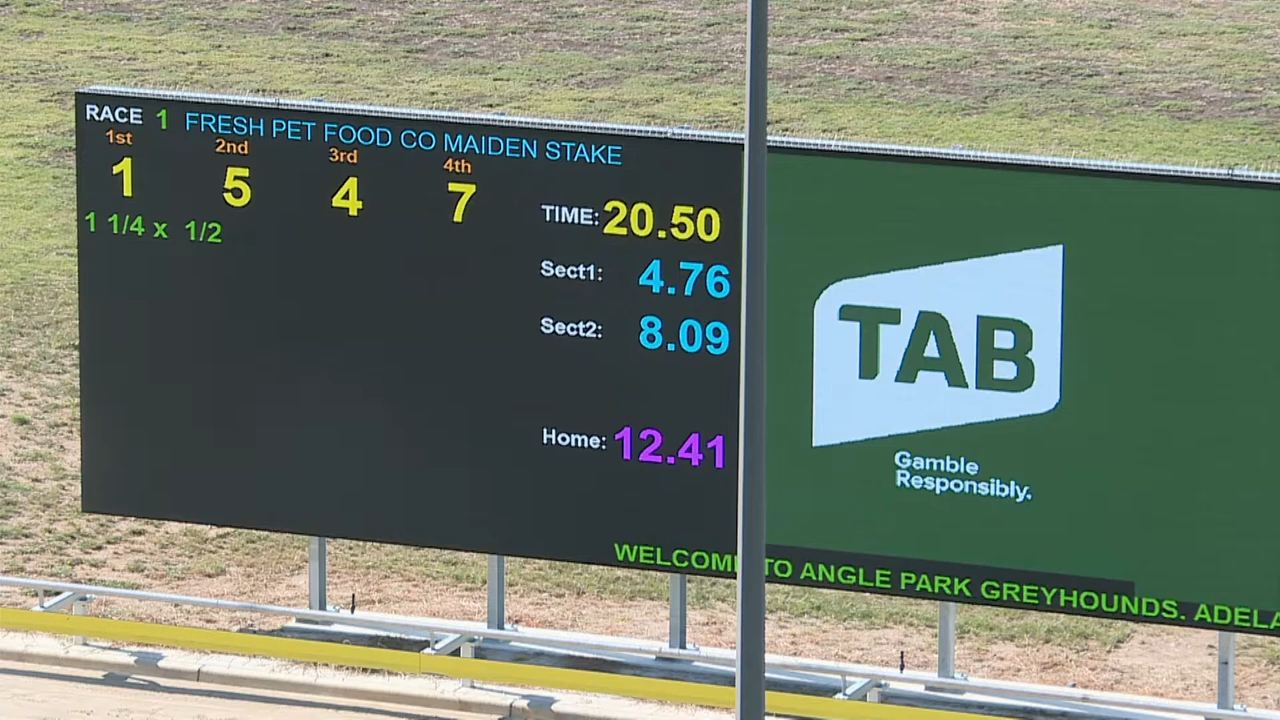 RACE 1 FRESH PET FOOD CO MAIDEN STAKE
1st 2nd 3rd 4th
1 5 4 7
1 1/4 x 1/2
TIME: 20.50
Sect1: 4.76
Sect2: 8.09
Home: 12.41
TAB
Gamble
Responsibly.
WELCOM TO ANGLE PARK GREYHOUNDS. ADELA